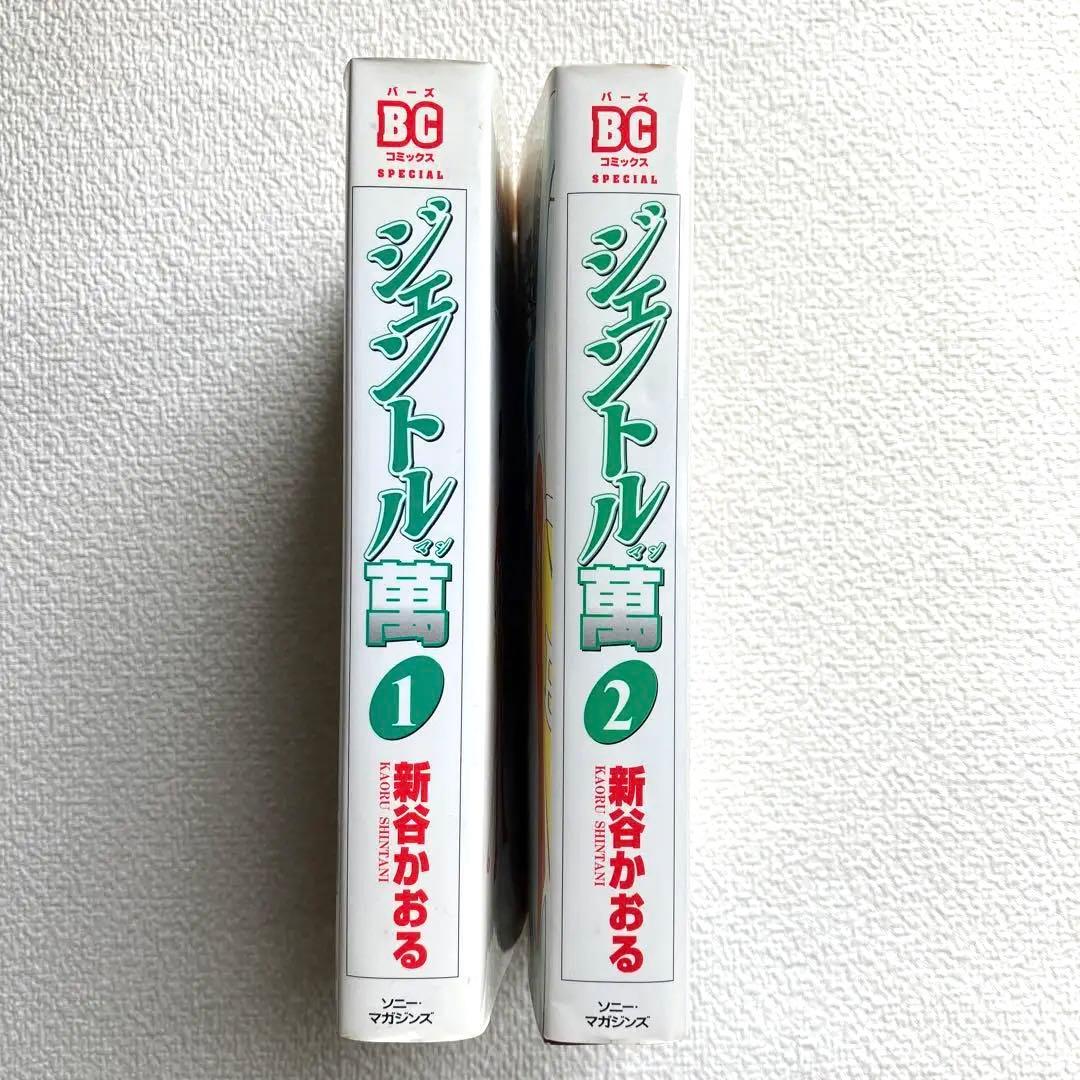 バーズ
BC
コミックス
SPECIAL
ジェントル萬
マン
1
新谷かおる
KAORU SHINTANI
ソニー・
マガジンズ
バーズ
BC
コミックス
SPECIAL
ジェントル萬
マン
2
新谷かおる
KAORU SHINTANI
ソニー・
マガジンズ